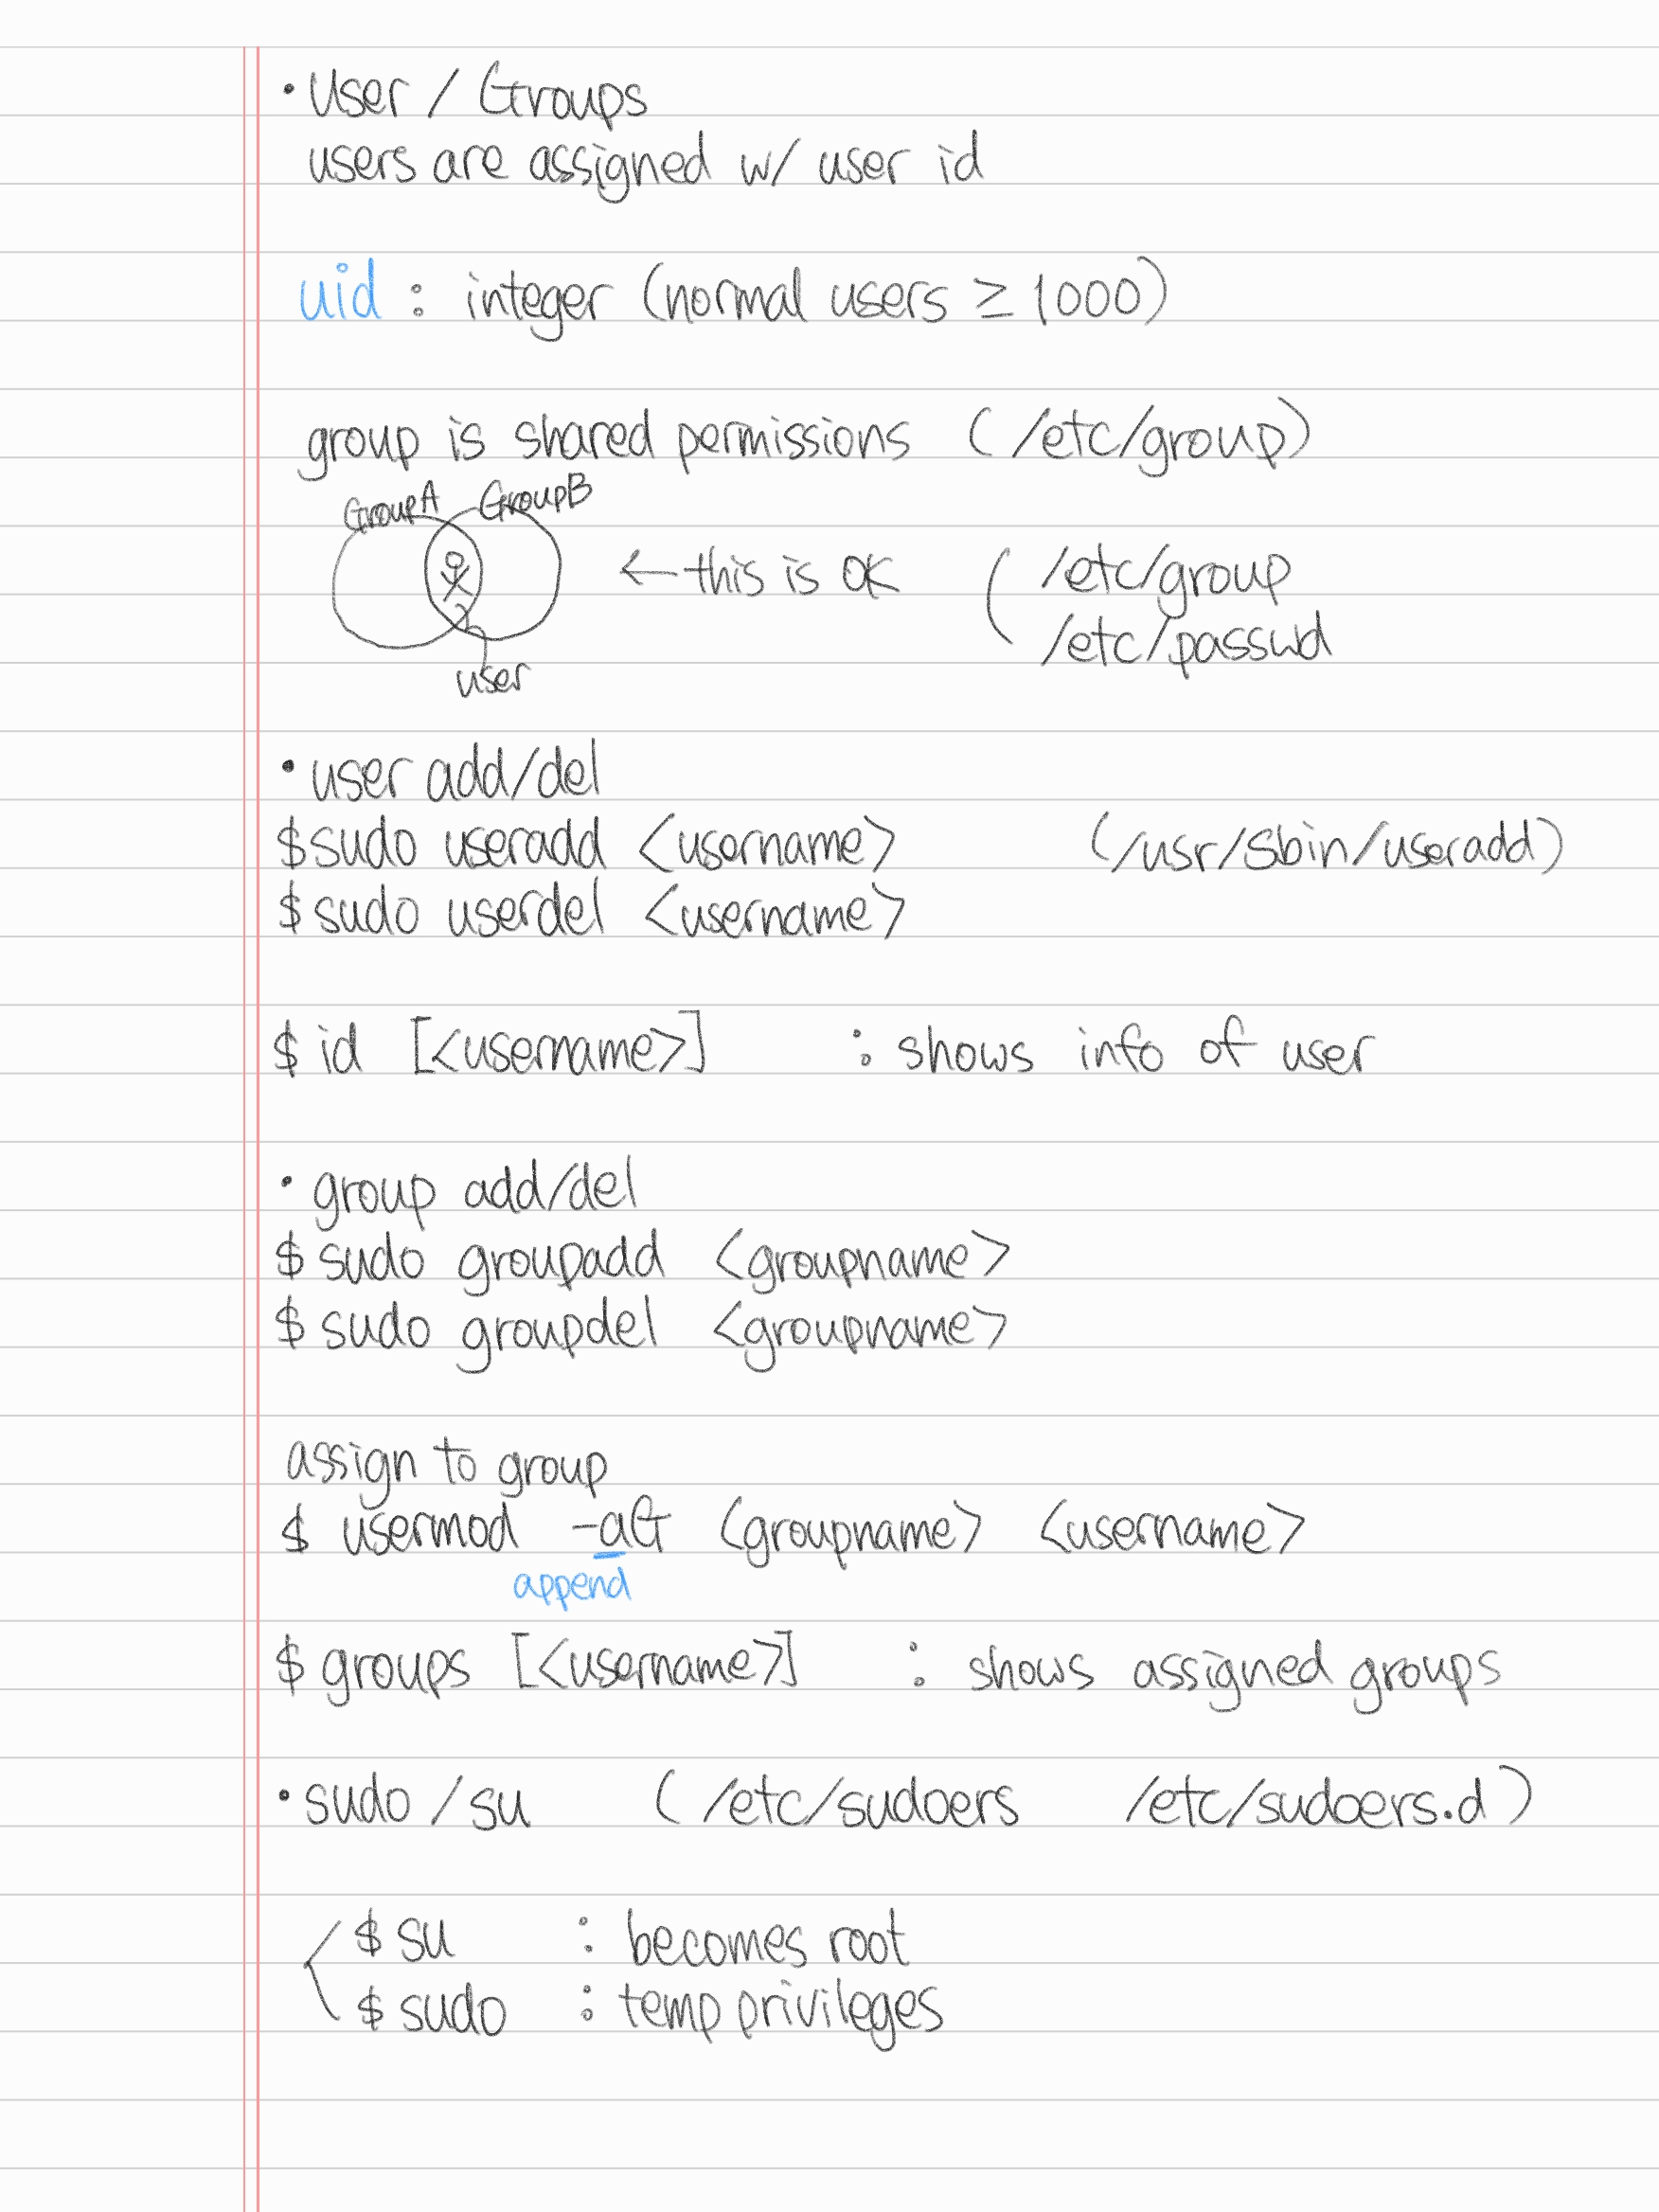 • User / Groups
users are assigned w/ user id
uid : integer (normal users ≥ 1000)
group is shared permissions ( /etc/group)
GroupA GroupB
← this is OK ( /etc/group
/etc/passwd
user
• user add/del
$ sudo useradd <username> (/usr/sbin/useradd)
$ sudo userdel <username>
$ id [<username>] : shows info of user
• group add/del
$ sudo groupadd <groupname>
$ sudo groupdel <groupname>
assign to group
$ usermod -aG <groupname> <username>
append
$ groups [<username>] : shows assigned groups
• sudo / su ( /etc/sudoers /etc/sudoers.d )
$ su : becomes root
$ sudo : temp privileges